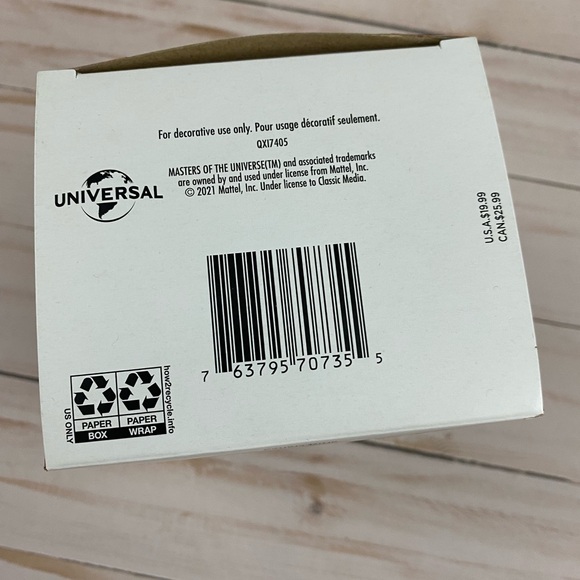 For decorative use only. Pour usage décoratif seulement.
QXI7405
MASTERS OF THE UNIVERSE(TM) and associated trademarks
are owned by and used under license from Mattel, Inc.
© 2021 Mattel, Inc. Under license to Classic Media.
UNIVERSAL
U.S.A.$19.99
CAN.$25.99
7 63795 70735 5
US ONLY
PAPER
BOX
PAPER
WRAP
how2recycle.info